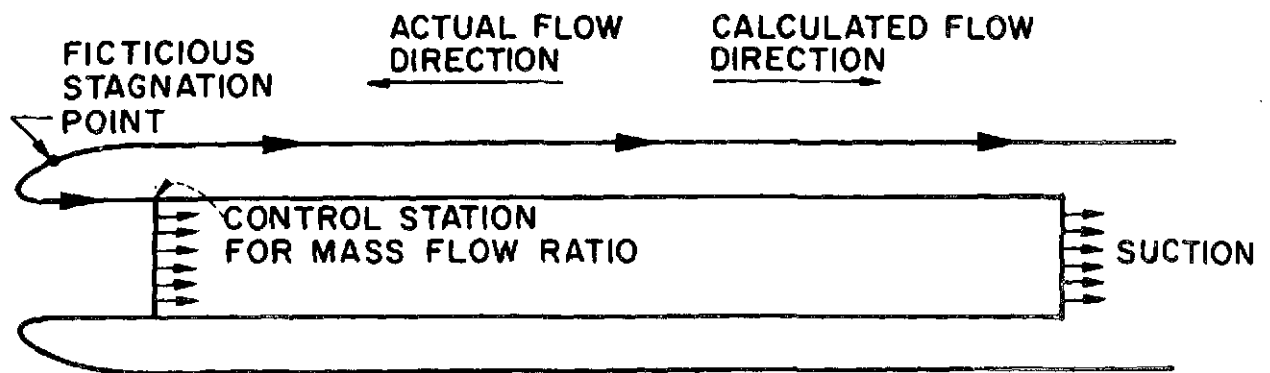 FICTICIOUS
STAGNATION
POINT
ACTUAL FLOW
DIRECTION
CALCULATED FLOW
DIRECTION
CONTROL STATION
FOR MASS FLOW RATIO
SUCTION